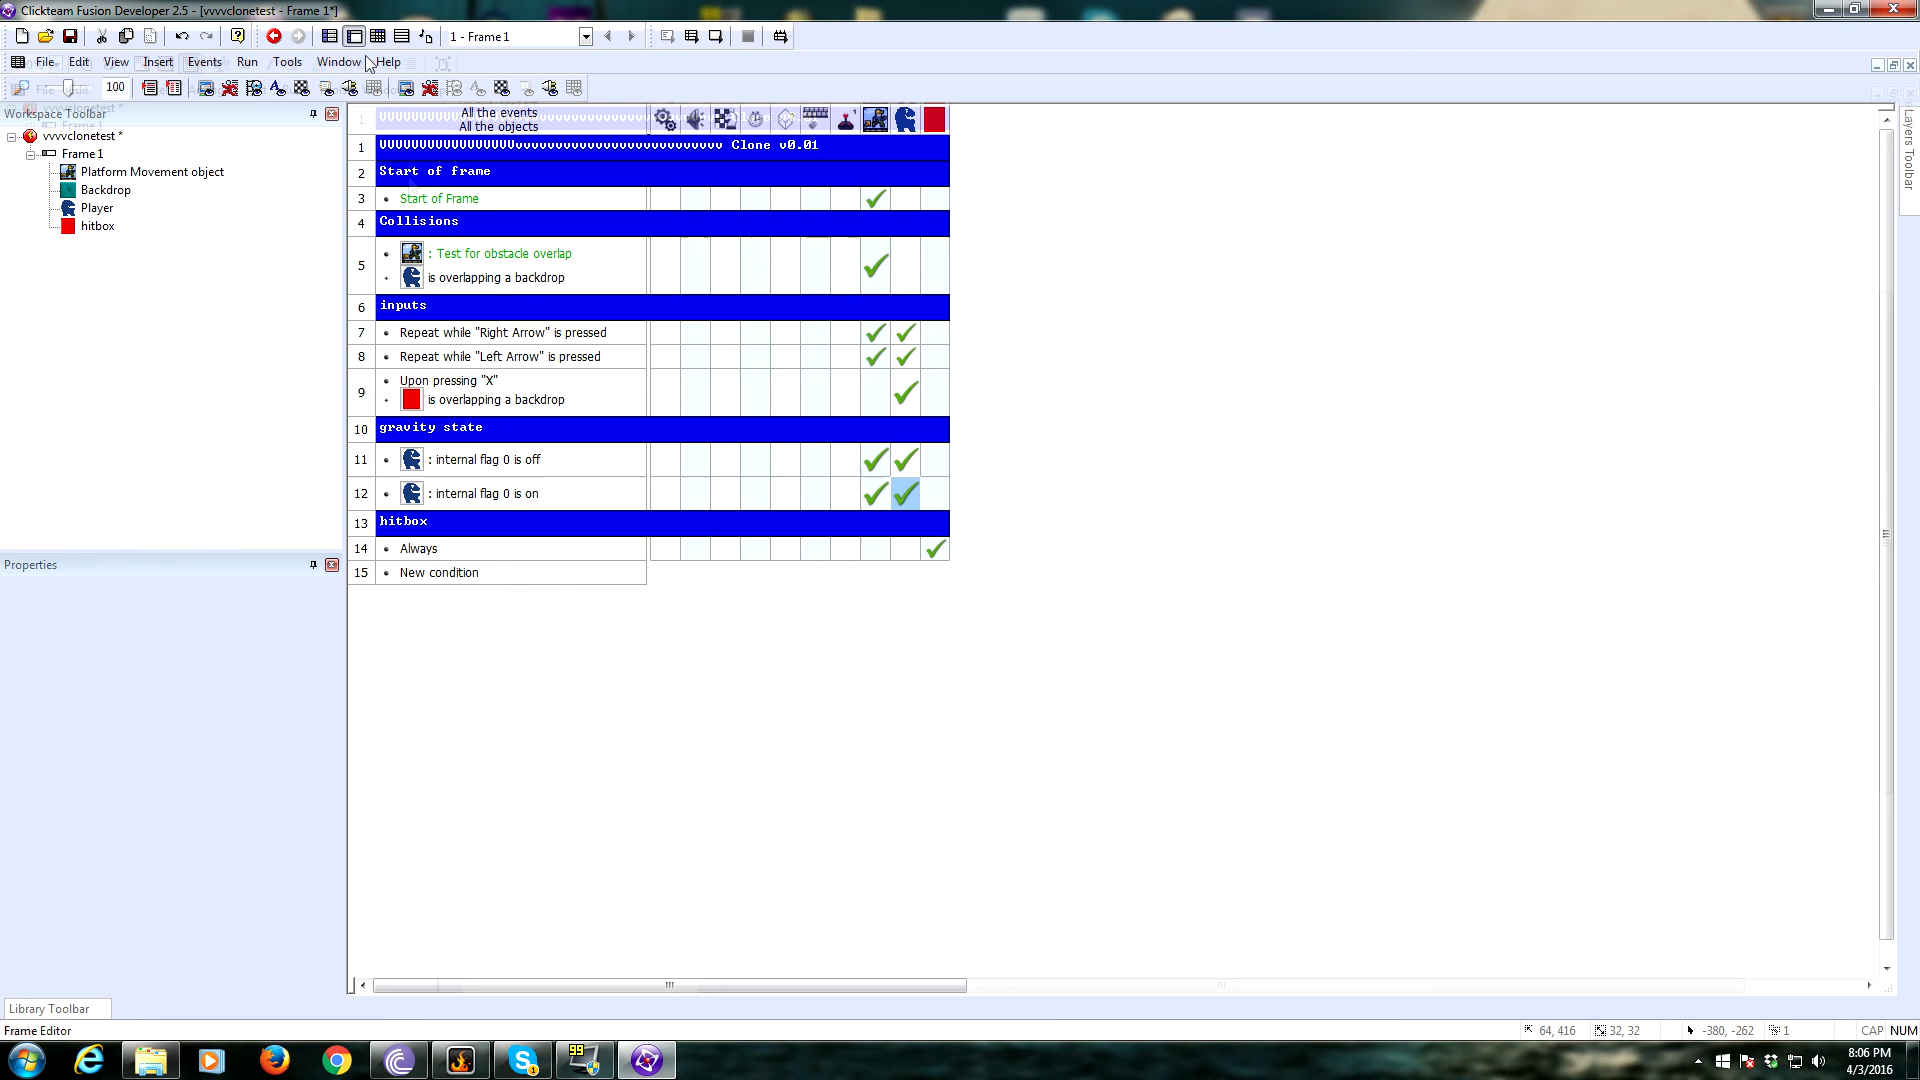 Clickteam Fusion Developer 2.5 - [vvvvclonetest - Frame 1*]
1 - Frame 1
File Edit View Insert Events Run Tools Window Help
100
Workspace Toolbar
vvvvclonetest *
Frame 1
Platform Movement object
Backdrop
Player
hitbox
Properties
All the events
All the objects
1
Clone v0.01
2 Start of frame
3 Start of Frame
4 Collisions
5 : Test for obstacle overlap
is overlapping a backdrop
6 inputs
7 Repeat while "Right Arrow" is pressed
8 Repeat while "Left Arrow" is pressed
9 Upon pressing "X"
is overlapping a backdrop
10 gravity state
11 : internal flag 0 is off
12 : internal flag 0 is on
13 hitbox
14 Always
15 New condition
Layers Toolbar
Library Toolbar
Frame Editor
64, 416
32, 32
-380, -262
1
CAP NUM
99
8:06 PM
4/3/2016